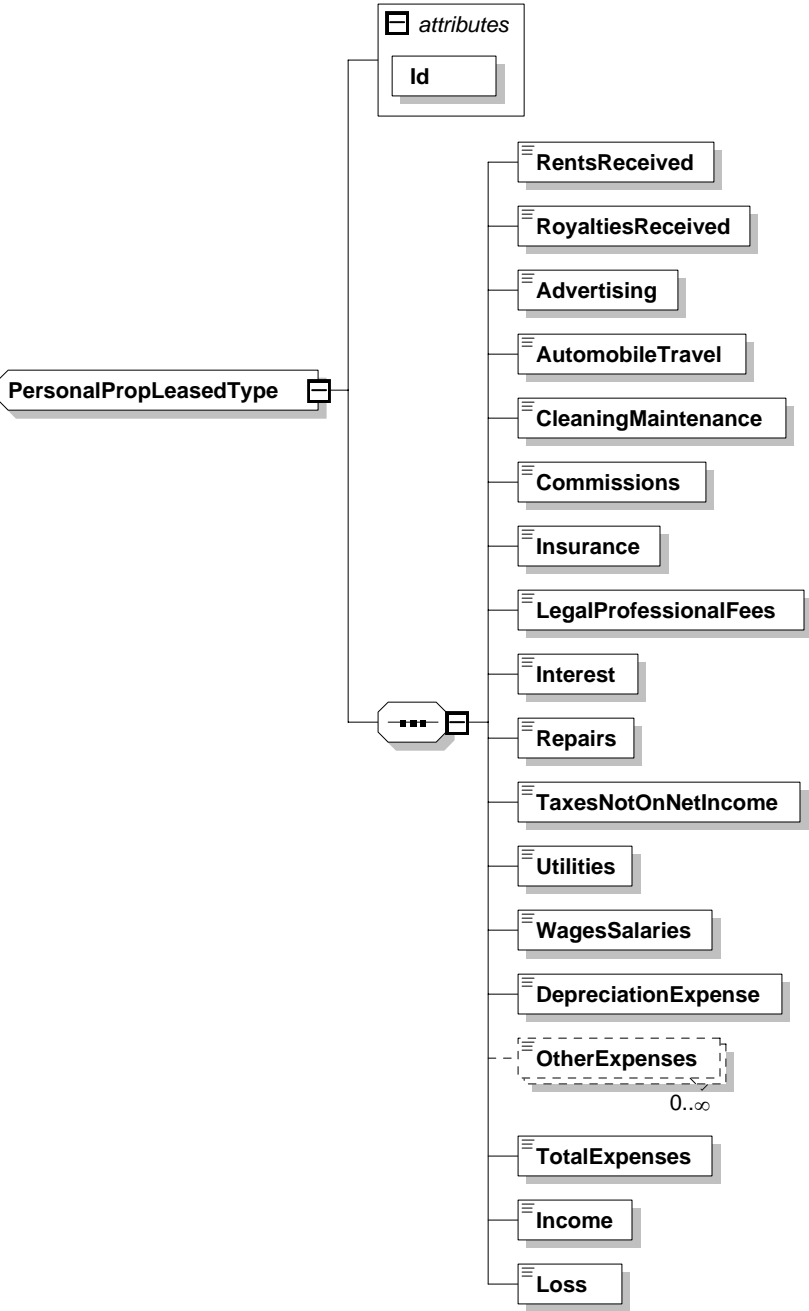 attributes
Id
RentsReceived
RoyaltiesReceived
Advertising
AutomobileTravel
PersonalPropLeasedType
CleaningMaintenance
Commissions
Insurance
LegalProfessionalFees
Interest
Repairs
TaxesNotOnNetIncome
Utilities
WagesSalaries
DepreciationExpense
OtherExpenses
0..∞
TotalExpenses
Income
Loss